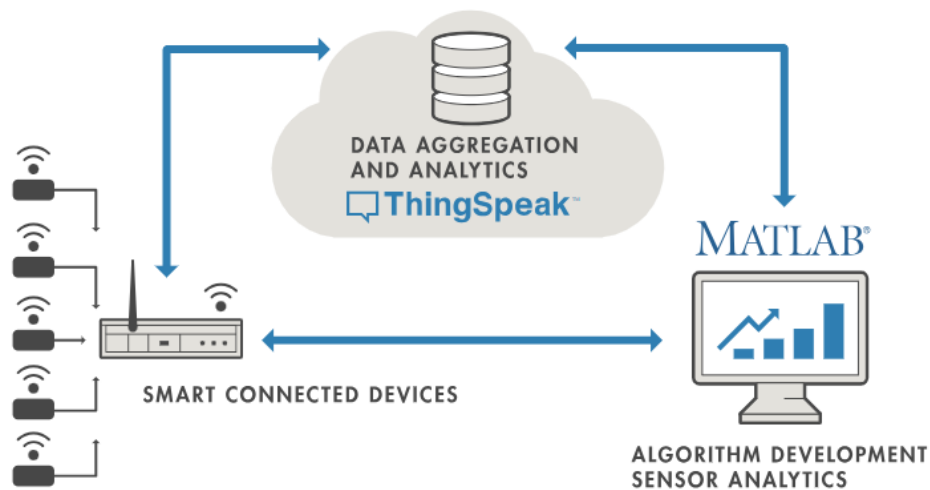 DATA AGGREGATION
AND ANALYTICS
ThingSpeak™
MATLAB®
SMART CONNECTED DEVICES
ALGORITHM DEVELOPMENT
SENSOR ANALYTICS